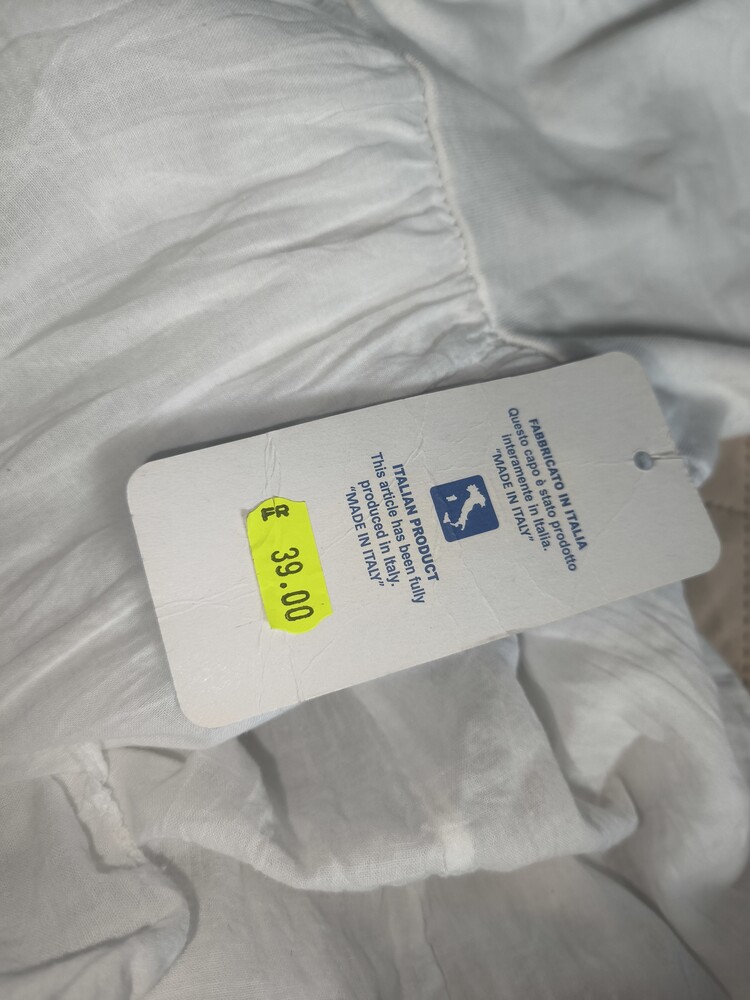 FABBRICATO IN ITALIA
Questo capo è stato prodotto
interamente in Italia.
"MADE IN ITALY"
ITALIAN PRODUCT
This article has been fully
produced in Italy.
"MADE IN ITALY"
39.00